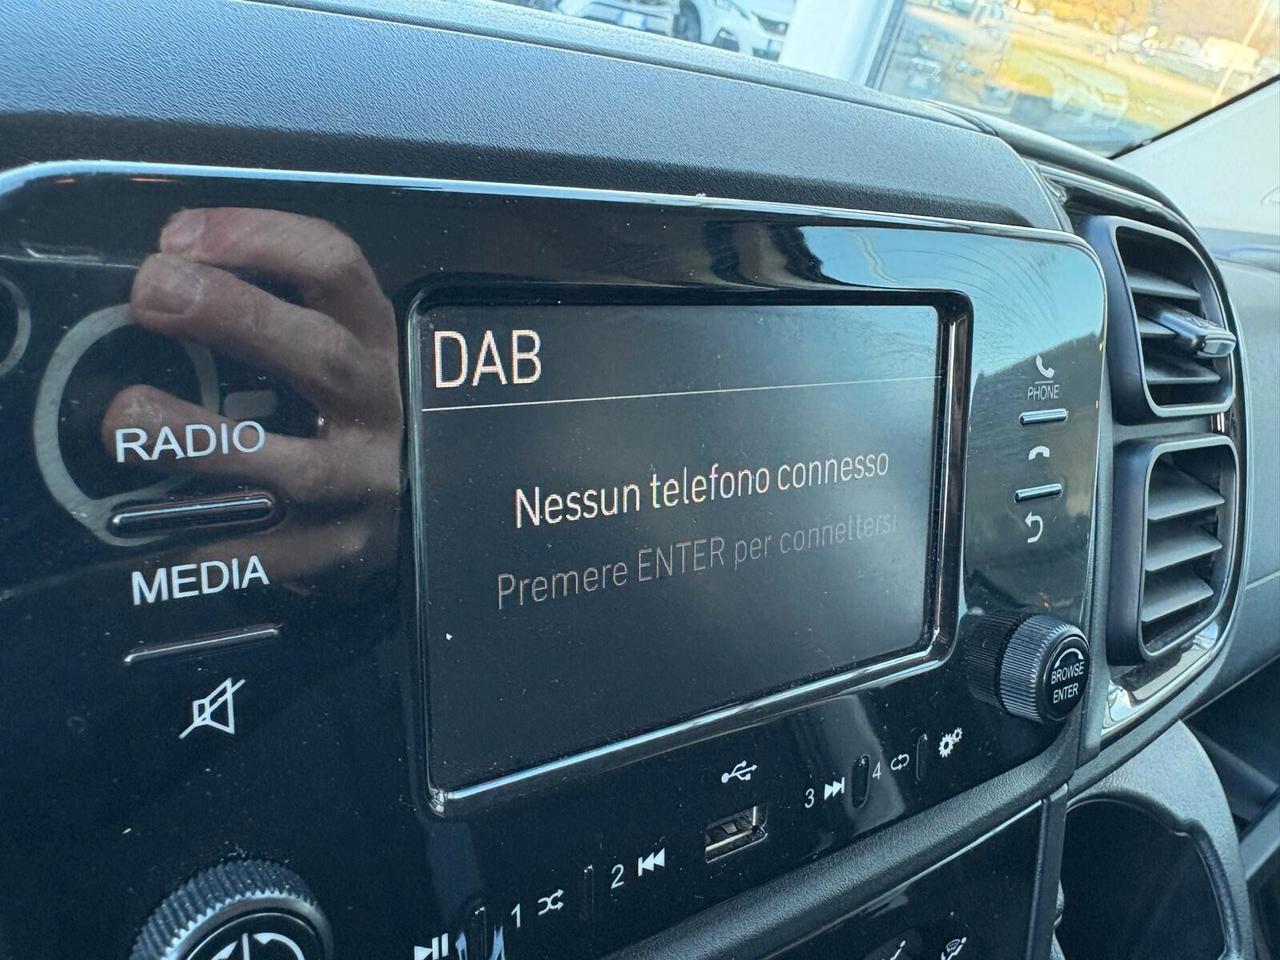 DAB
Nessun telefono connesso
Premere ENTER per connettersi
RADIO
MEDIA
PHONE
BROWSE
ENTER
1
2
3
4